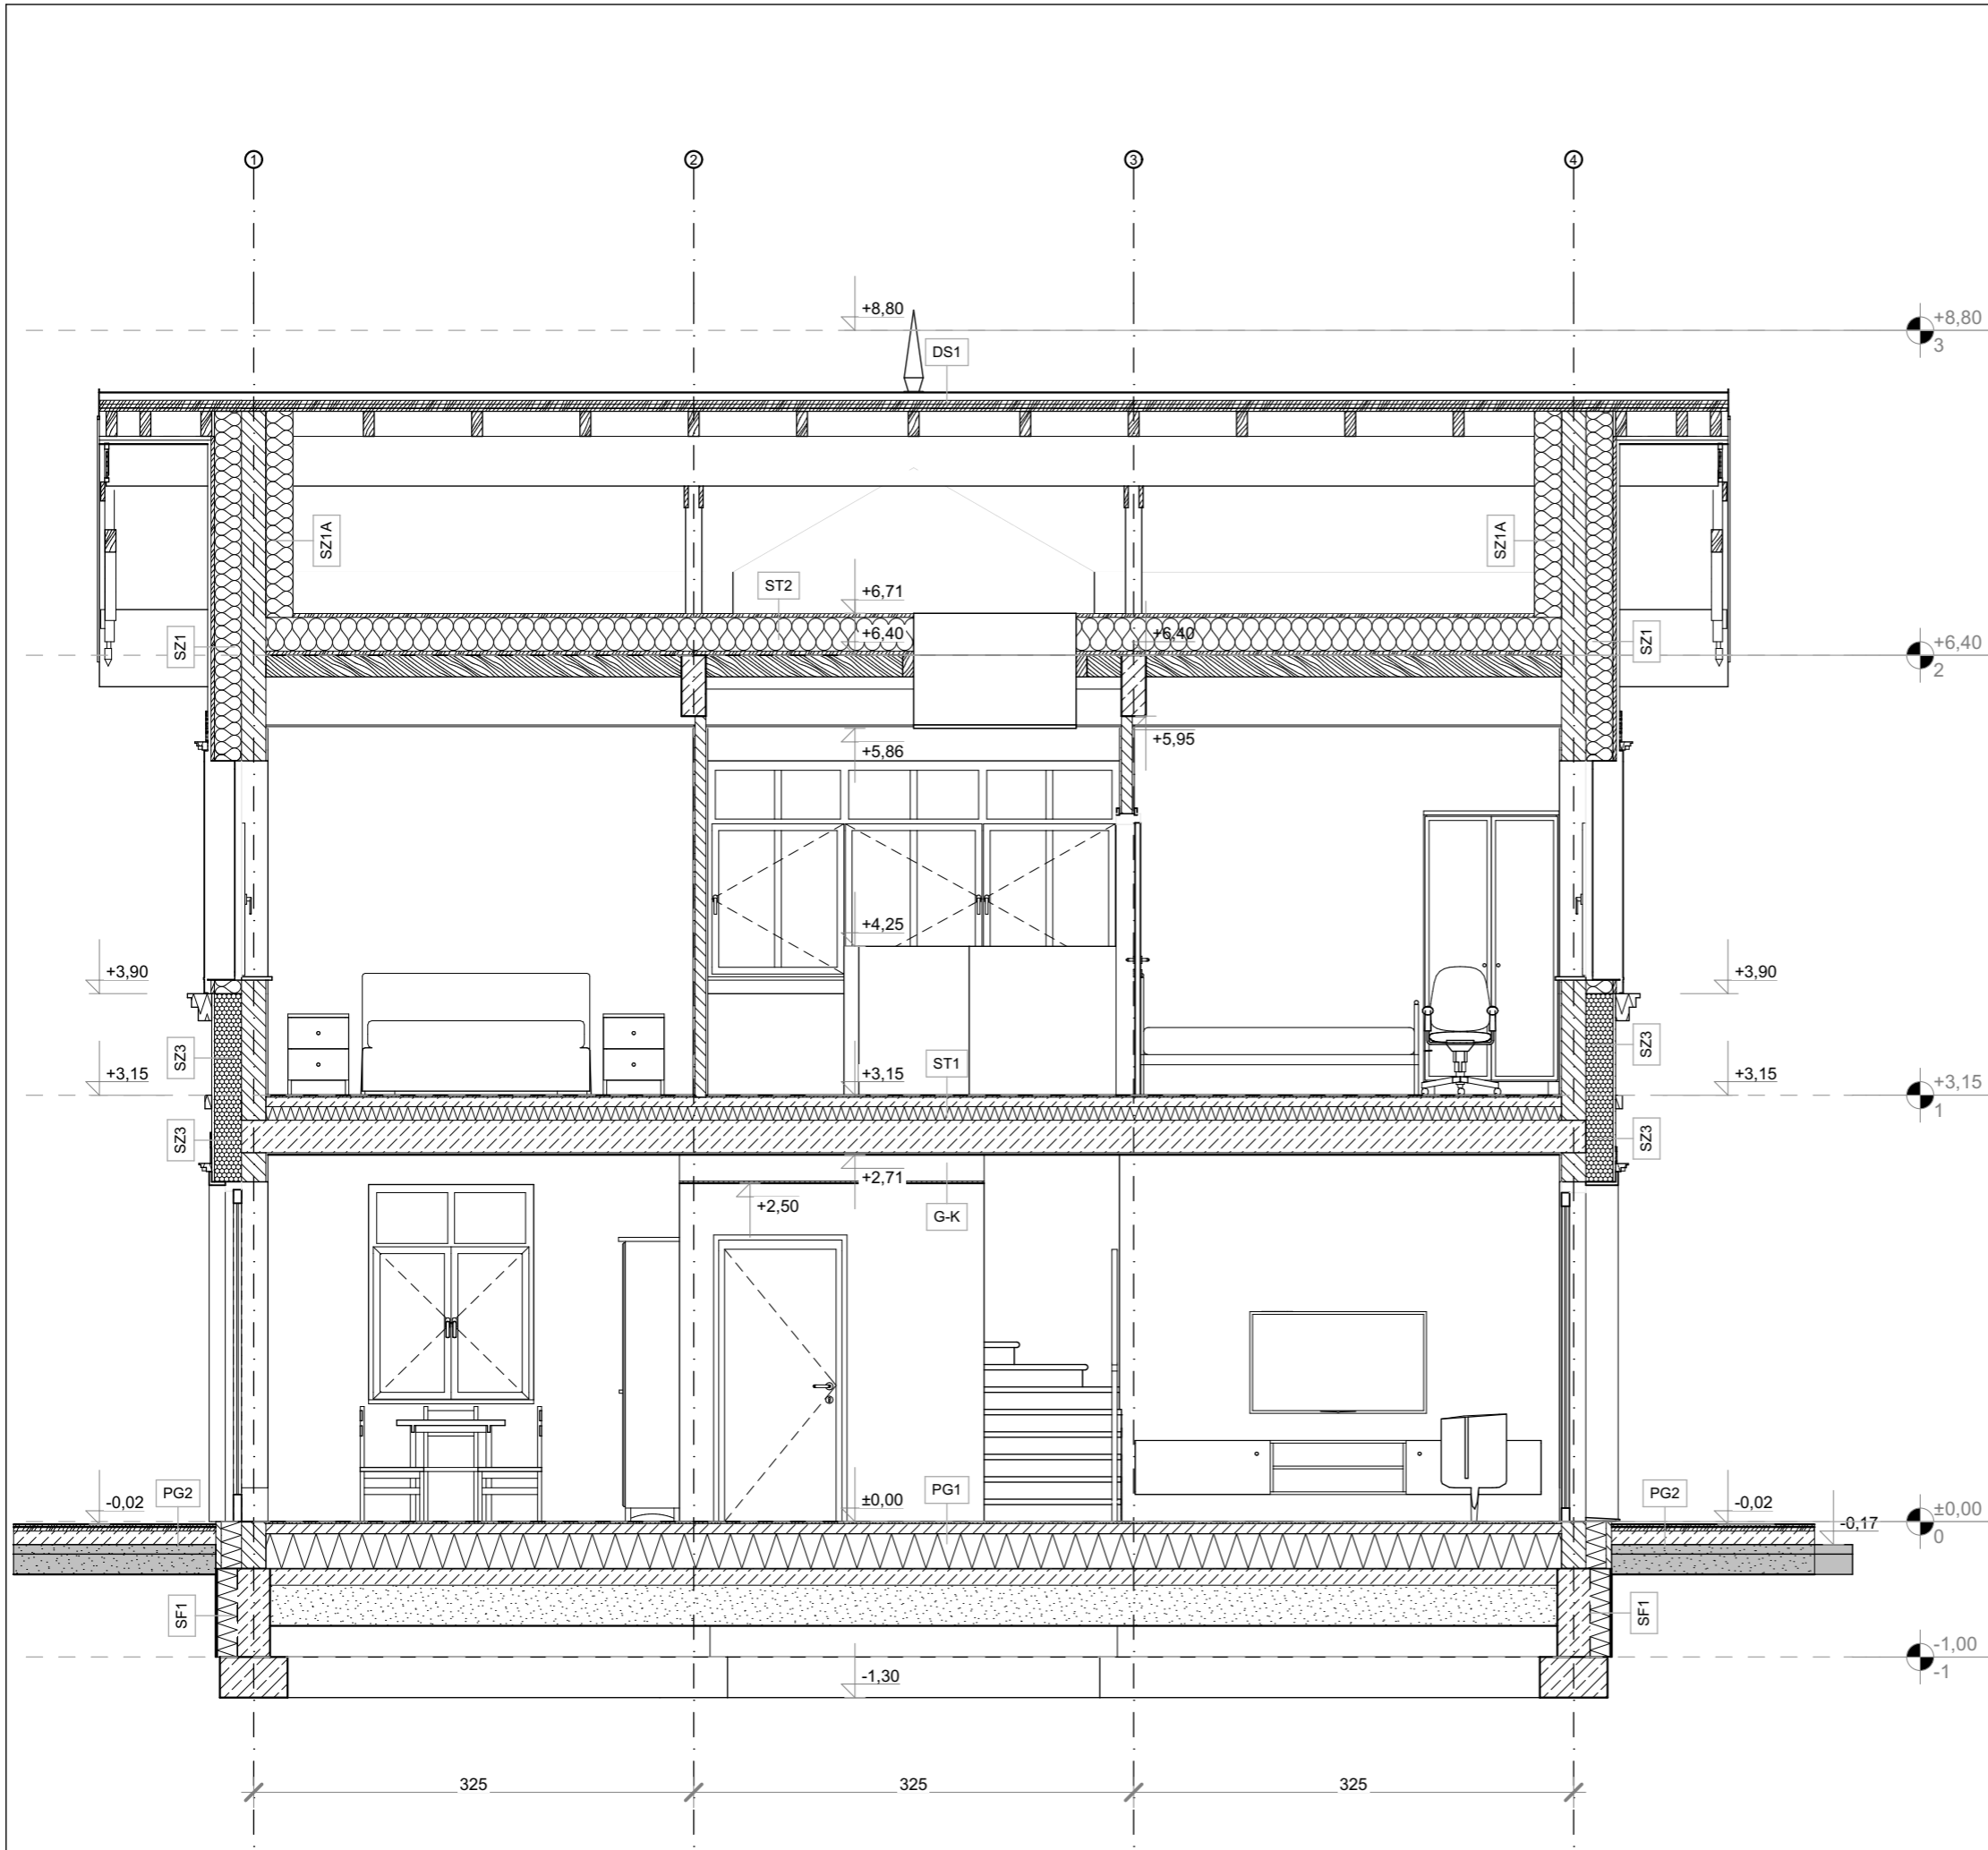 1 2 3 4
+8,80 +8,80
3
DS1
SZ1A SZ1A
ST2 +6,71
+6,40 +6,40 +6,40
2
SZ1 SZ1
+5,86 +5,95
+4,25
+3,90 +3,90
SZ3 ST1 SZ3
+3,15 +3,15 +3,15 +3,15
1
SZ3 SZ3
+2,71
+2,50 G-K
-0,02 PG2 ±0,00 PG1 PG2 -0,02 ±0,00
-0,17 0
SF1 SF1
-1,00
-1
-1,30
325 325 325